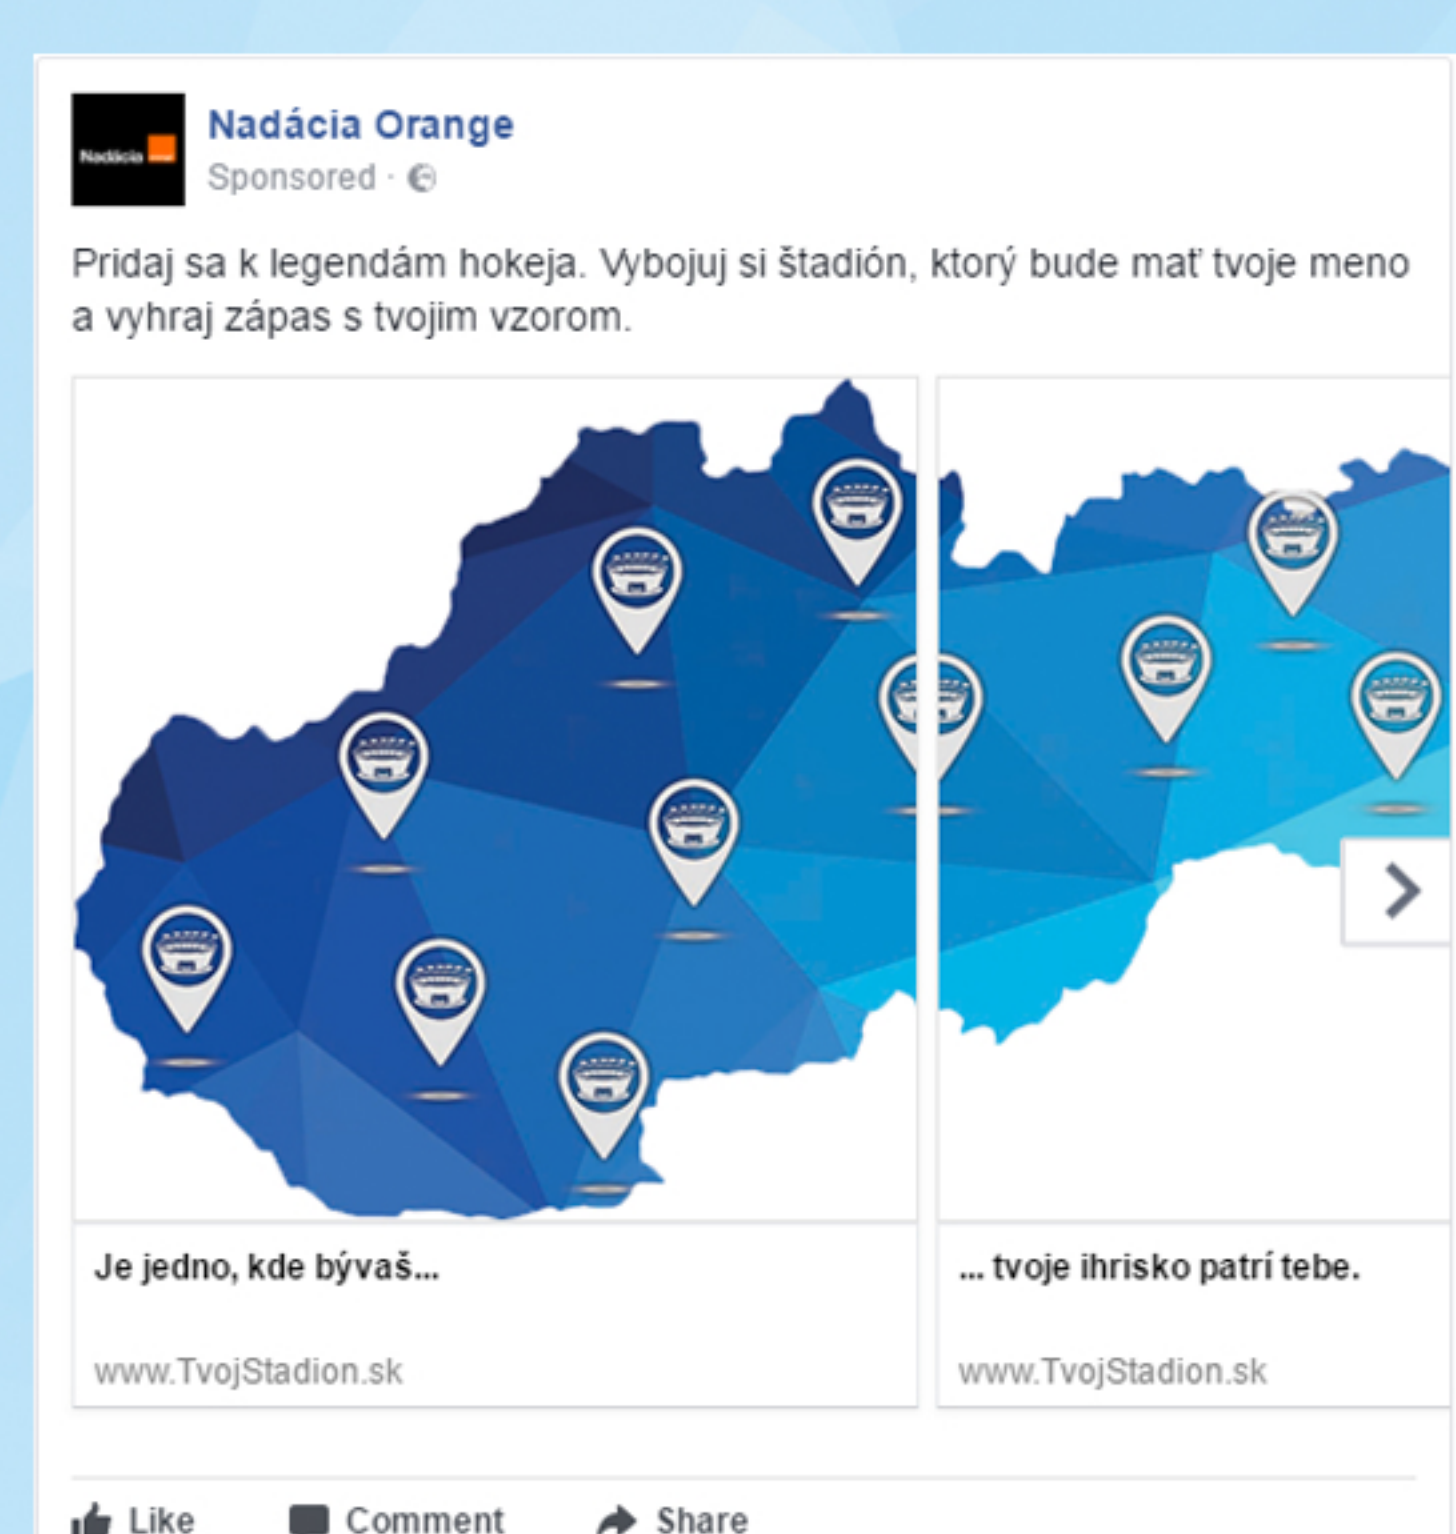 Nadácia
Nadácia Orange
Sponsored ·
Pridaj sa k legendám hokeja. Vybojuj si štadión, ktorý bude mať tvoje meno
a vyhraj zápas s tvojim vzorom.
Je jedno, kde bývaš...
www.TvojStadion.sk
... tvoje ihrisko patrí tebe.
www.TvojStadion.sk
Like Comment Share